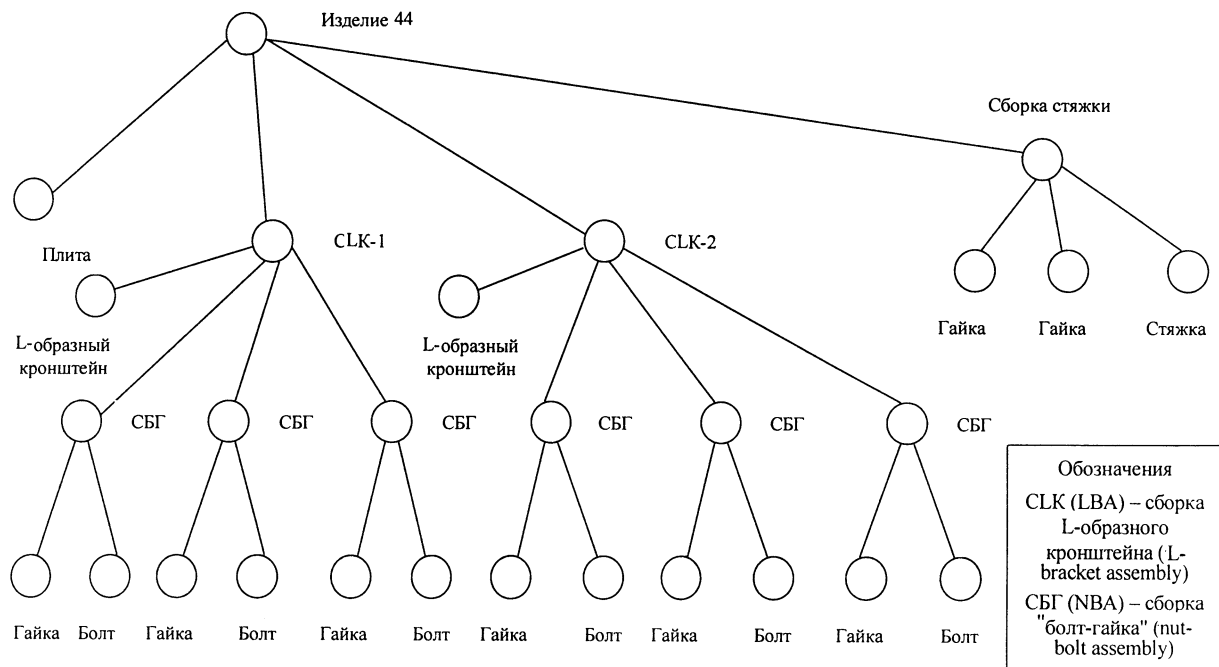 Изделие 44
Сборка стяжки
Плита
CLK-1
CLK-2
L-образный
кронштейн
L-образный
кронштейн
Гайка
Гайка
Стяжка
СБГ
СБГ
СБГ
СБГ
СБГ
СБГ
Гайка
Болт
Гайка
Болт
Гайка
Болт
Гайка
Болт
Гайка
Болт
Гайка
Болт
Обозначения
CLK (LBA) – сборка
L-образного
кронштейна (L-
bracket assembly)
СБГ (NBA) – сборка
"болт-гайка" (nut-
bolt assembly)